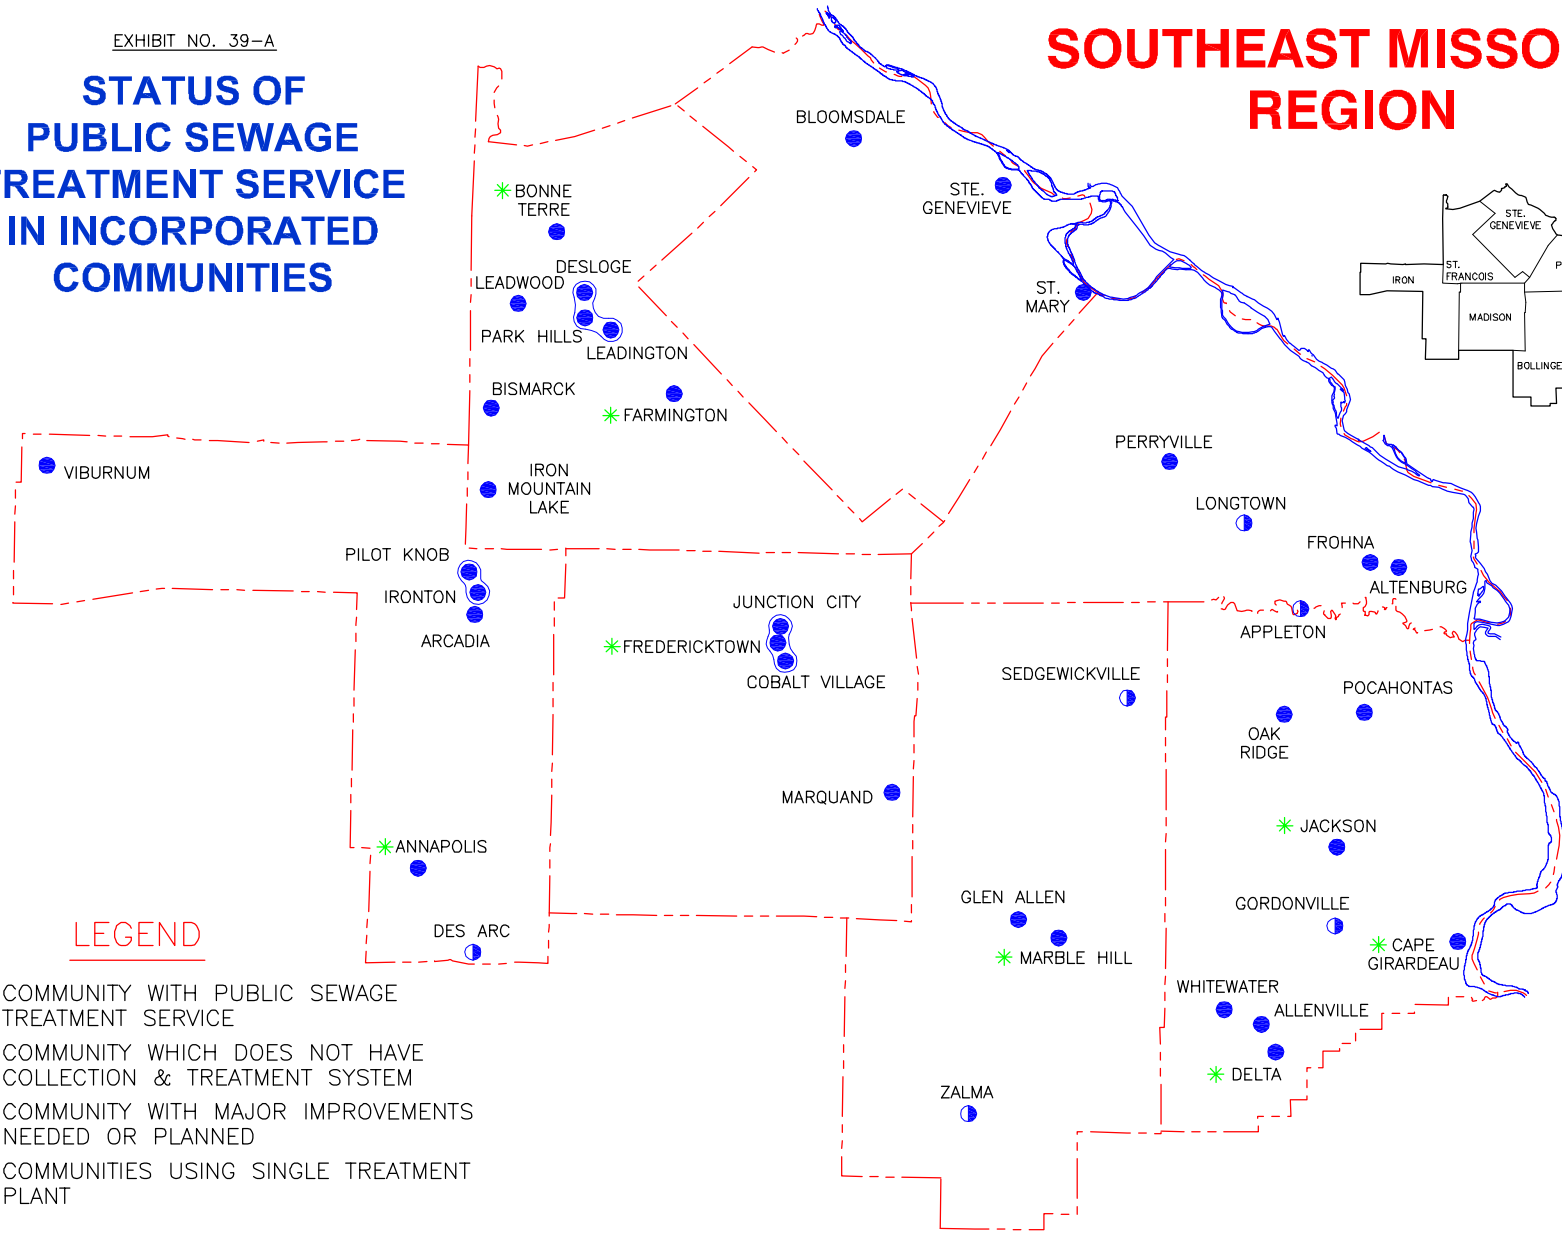 EXHIBIT NO. 39-A
STATUS OF
PUBLIC SEWAGE
TREATMENT SERVICE
IN INCORPORATED
COMMUNITIES
SOUTHEAST MISSO
REGION
BLOOMSDALE
STE.
GENEVIEVE
ST.
MARY
BONNE
TERRE
DESLOGE
LEADWOOD
PARK HILLS
LEADINGTON
BISMARCK
FARMINGTON
IRON
MOUNTAIN
LAKE
VIBURNUM
PILOT KNOB
IRONTON
ARCADIA
ANNAPOLIS
DES ARC
JUNCTION CITY
FREDERICKTOWN
COBALT VILLAGE
MARQUAND
PERRYVILLE
LONGTOWN
FROHNA
ALTENBURG
APPLETON
SEDGEWICKVILLE
POCAHONTAS
OAK
RIDGE
JACKSON
GORDONVILLE
CAPE
GIRARDEAU
GLEN ALLEN
MARBLE HILL
WHITEWATER
ALLENVILLE
DELTA
ZALMA
STE.
GENEVIEVE
ST.
FRANCOIS
IRON
P
MADISON
BOLLINGE
LEGEND
COMMUNITY WITH PUBLIC SEWAGE
TREATMENT SERVICE
COMMUNITY WHICH DOES NOT HAVE
COLLECTION & TREATMENT SYSTEM
COMMUNITY WITH MAJOR IMPROVEMENTS
NEEDED OR PLANNED
COMMUNITIES USING SINGLE TREATMENT
PLANT